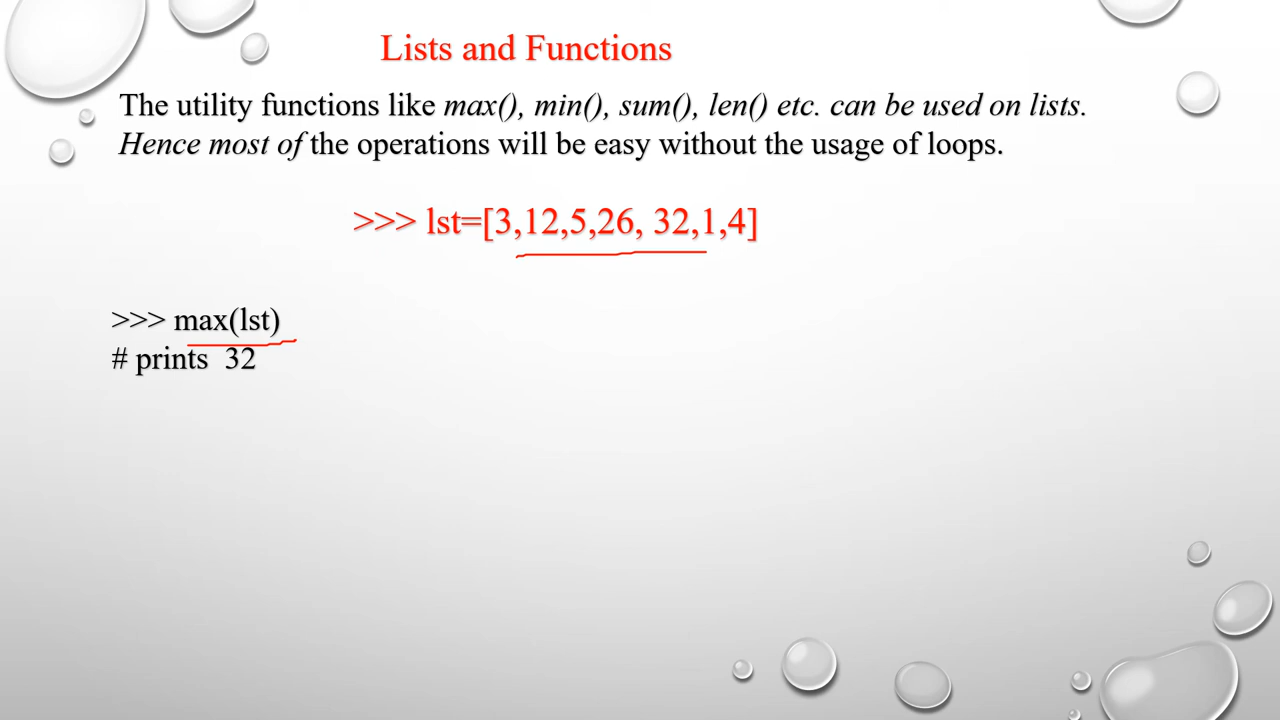 Lists and Functions
The utility functions like max(), min(), sum(), len() etc. can be used on lists.
Hence most of the operations will be easy without the usage of loops.
>>> lst=[3,12,5,26, 32,1,4]
>>> max(lst)
# prints 32